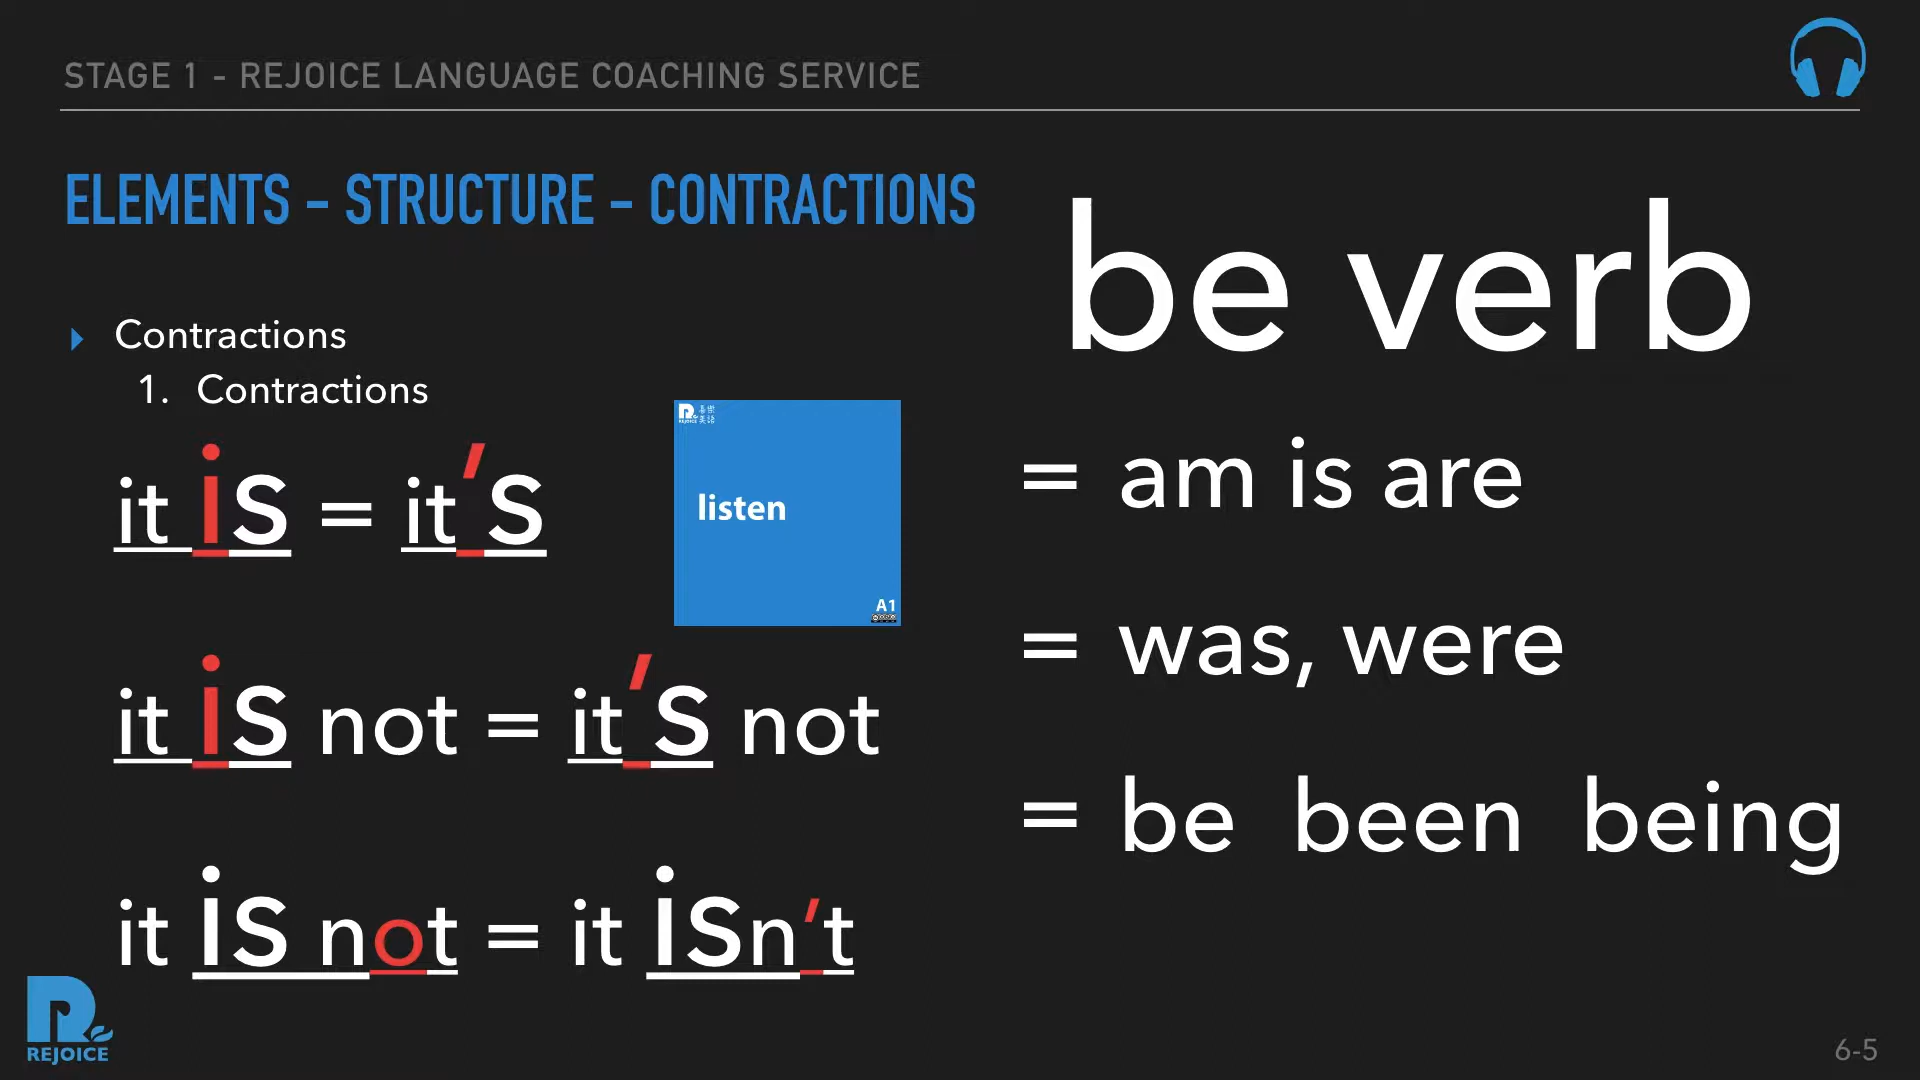 STAGE 1 - REJOICE LANGUAGE COACHING SERVICE
ELEMENTS – STRUCTURE – CONTRACTIONS
Contractions
1. Contractions
it is = it's
it is not = it's not
it is not = it isn't
REJOICE
listen
A1
be verb
= am is are
= was, were
= be been being
REJOICE
6-5